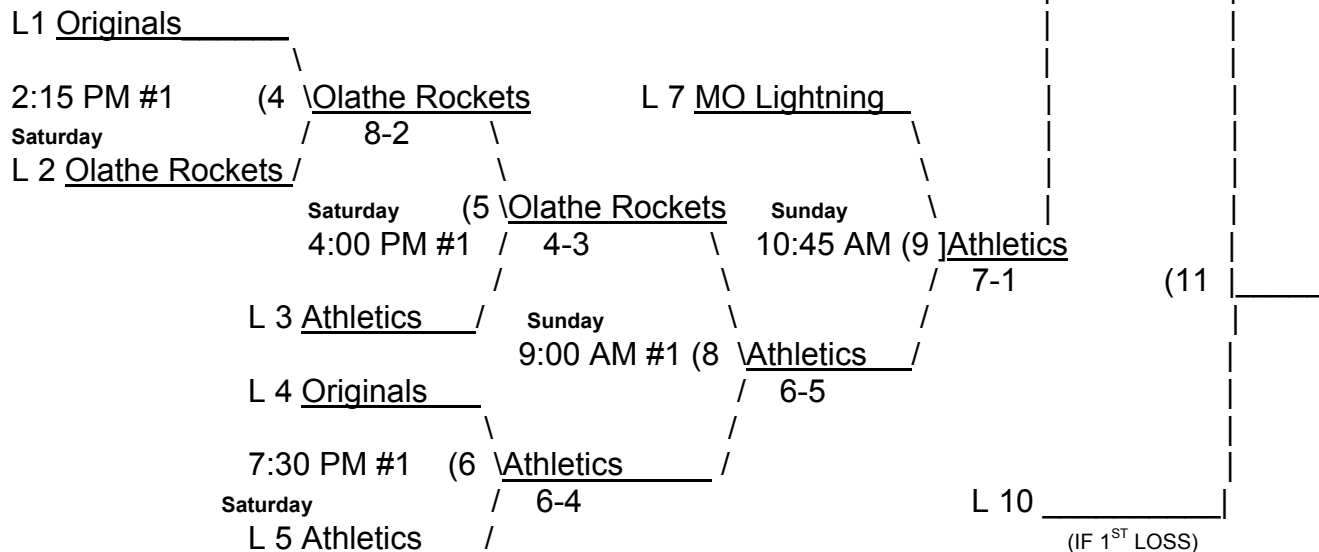 L1 Originals______
2:15 PM #1 (4 \Olathe Rockets
Saturday / 8-2
L 7 MO Lightning
L 2 Olathe Rockets /
Saturday (5 \Olathe Rockets
4:00 PM #1 / 4-3
Sunday
10:45 AM (9 ]Athletics
7-1
(11 |_____
L 3 Athletics /
Sunday
9:00 AM #1 (8 \Athletics
/ 6-5
L 4 Originals
7:30 PM #1 (6 \Athletics /
Saturday / 6-4
L 5 Athletics /
L 10 __________|
(IF 1ST LOSS)